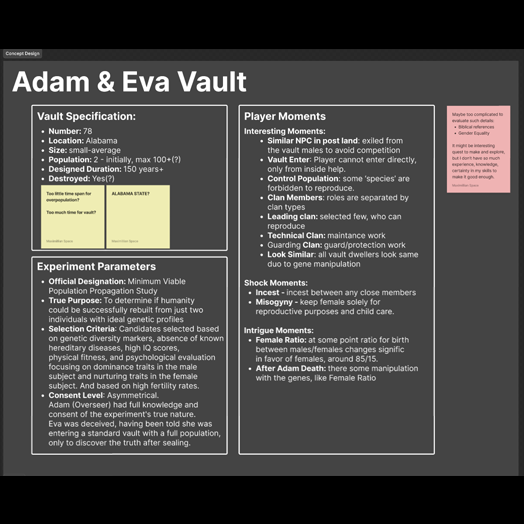 Concept Design
Adam & Eva Vault
Vault Specification:
• Number: 78
• Location: Alabama
• Size: small-average
• Population: 2 - initially, max 100+(?)
• Designed Duration: 150 years+
• Destroyed: Yes(?)
Too little time span for
overpopulation?
Too much time for vault?
ALABAMA STATE?
Experiment Parameters
• Official Designation: Minimum Viable
Population Propagation Study
• True Purpose: To determine if humanity
could be successfully rebuilt from just two
individuals with ideal genetic profiles
• Selection Criteria: Candidates selected based
on genetic diversity markers, absence of known
hereditary diseases, high IQ scores,
physical fitness, and psychological evaluation
focusing on dominance traits in the male
subject and nurturing traits in the female
subject. And based on high fertility rates.
• Consent Level: Asymmetrical.
Adam (Overseer) had full knowledge and
consent of the experiment's true nature.
Eva was deceived, having been told she was
entering a standard vault with a full population,
only to discover the truth after sealing.
Player Moments
Interesting Moments:
• Similar NPC in post land: exiled from
the vault males to avoid competition
• Vault Enter: Player cannot enter directly,
only from inside help.
• Control Population: some 'species' are
forbidden to reproduce.
• Clan Members: roles are separated by
clan types
• Leading clan: selected few, who can
reproduce
• Technical Clan: maintance work
• Guarding Clan: guard/protection work
• Look Similar: all vault dwellers look same
duo to gene manipulation
Shock Moments:
• Incest - incest between any close members
• Misogyny - keep female solely for
reproductive purposes and child care.
Intrigue Moments:
• Female Ratio: at some point ratio for birth
between males/females changes signific
in favor of females, around 85/15.
• After Adam Death: there some manipulation
with the genes, like Female Ratio
Maybe too complicated to
evaluate such details:
• Biblical references
• Gender Equality
It might be interesting
quest to make and explore,
but I don't have so much
experience, knowledge,
certainty in my skills to
make it good enough.